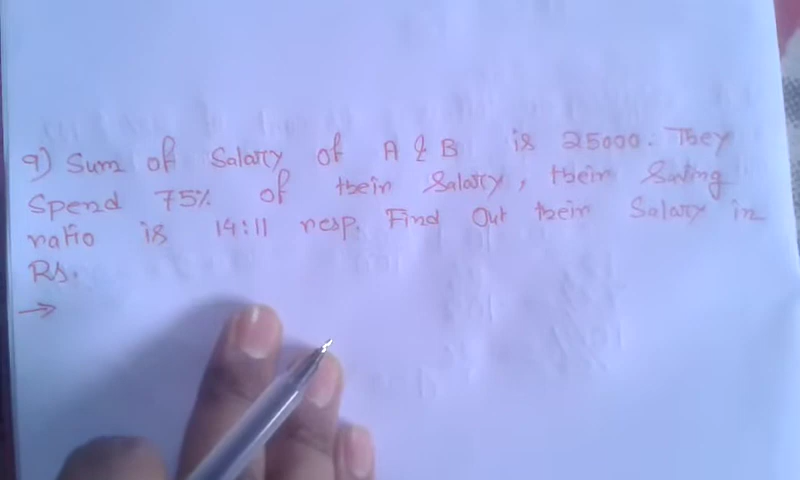 9) Sum of Salary of A & B is 25000. They
Spend 75% of their Salary, their Saving
ratio is 14:11 resp. Find Out their Salary in
Rs.
→